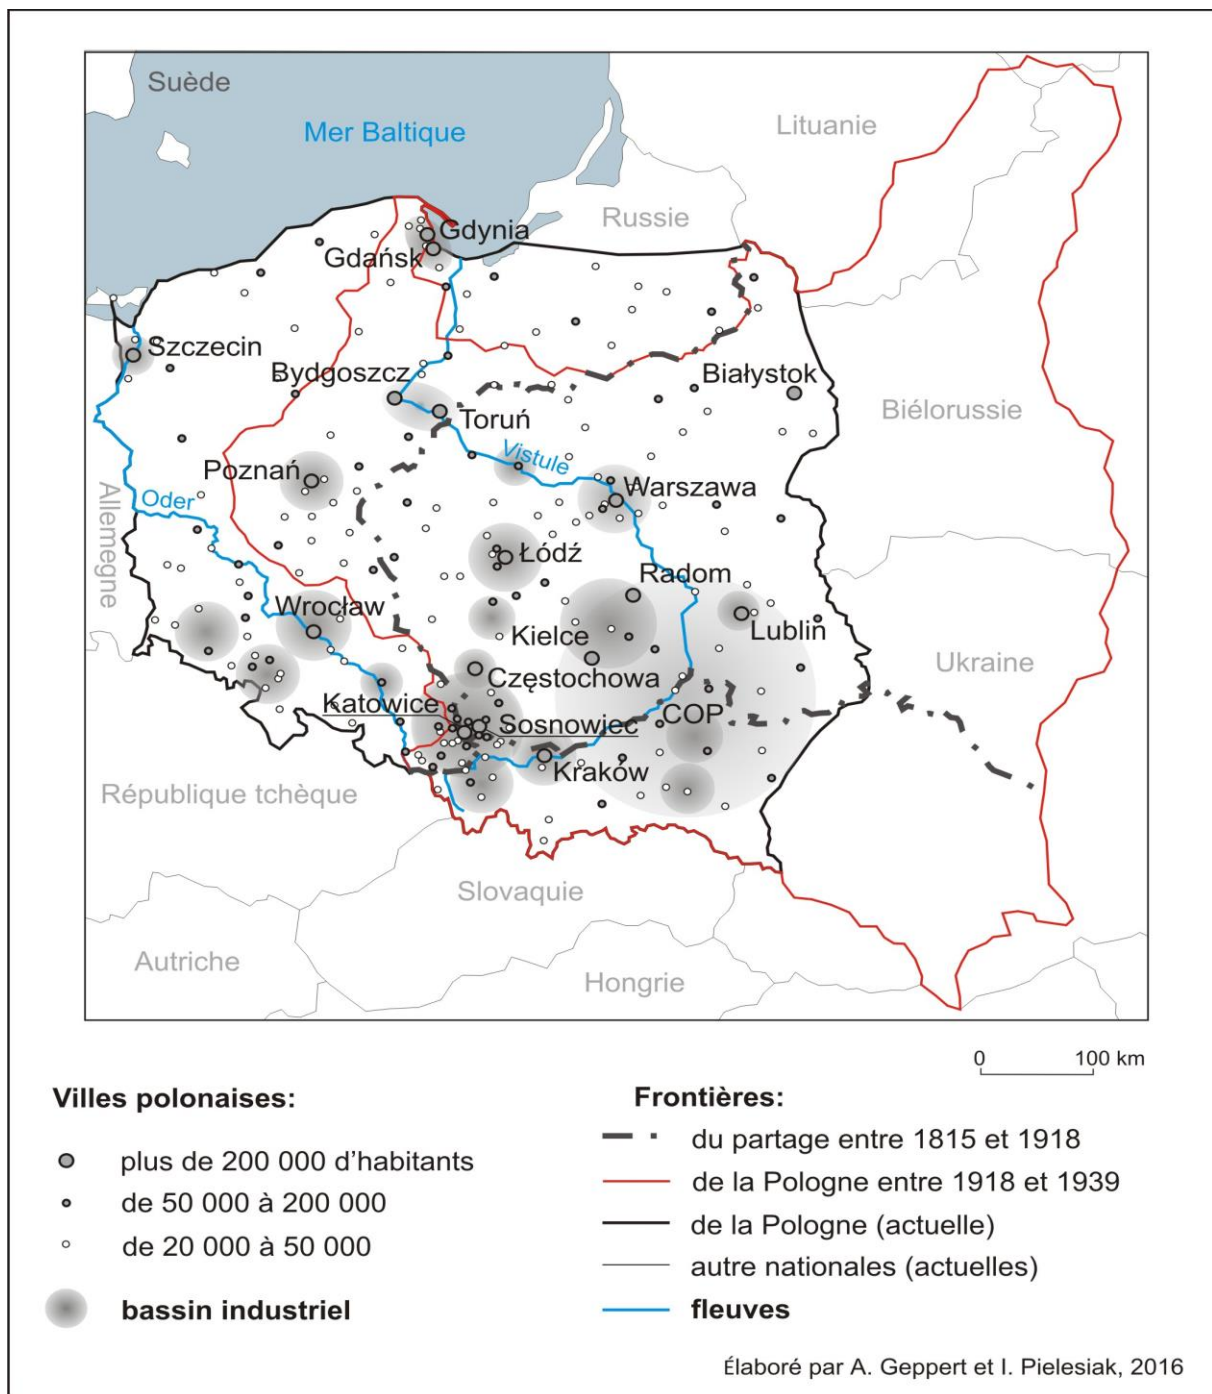 Suède
Mer Baltique
Lituanie
Russie
Gdynia
Gdańsk
Szczecin
Bydgoszcz
Toruń
Białystok
Biélorussie
Poznań
Vistule
Warszawa
Oder
Allemegne
Łódź
Radom
Wrocław
Kielce
Lublin
Ukraine
Częstochowa
Katowice
Sosnowiec
COP
Kraków
République tchèque
Slovaquie
Autriche
Hongrie
0 100 km
Villes polonaises:
plus de 200 000 d'habitants
de 50 000 à 200 000
de 20 000 à 50 000
bassin industriel
Frontières:
du partage entre 1815 et 1918
de la Pologne entre 1918 et 1939
de la Pologne (actuelle)
autre nationales (actuelles)
fleuves
Élaboré par A. Geppert et I. Pielesiak, 2016